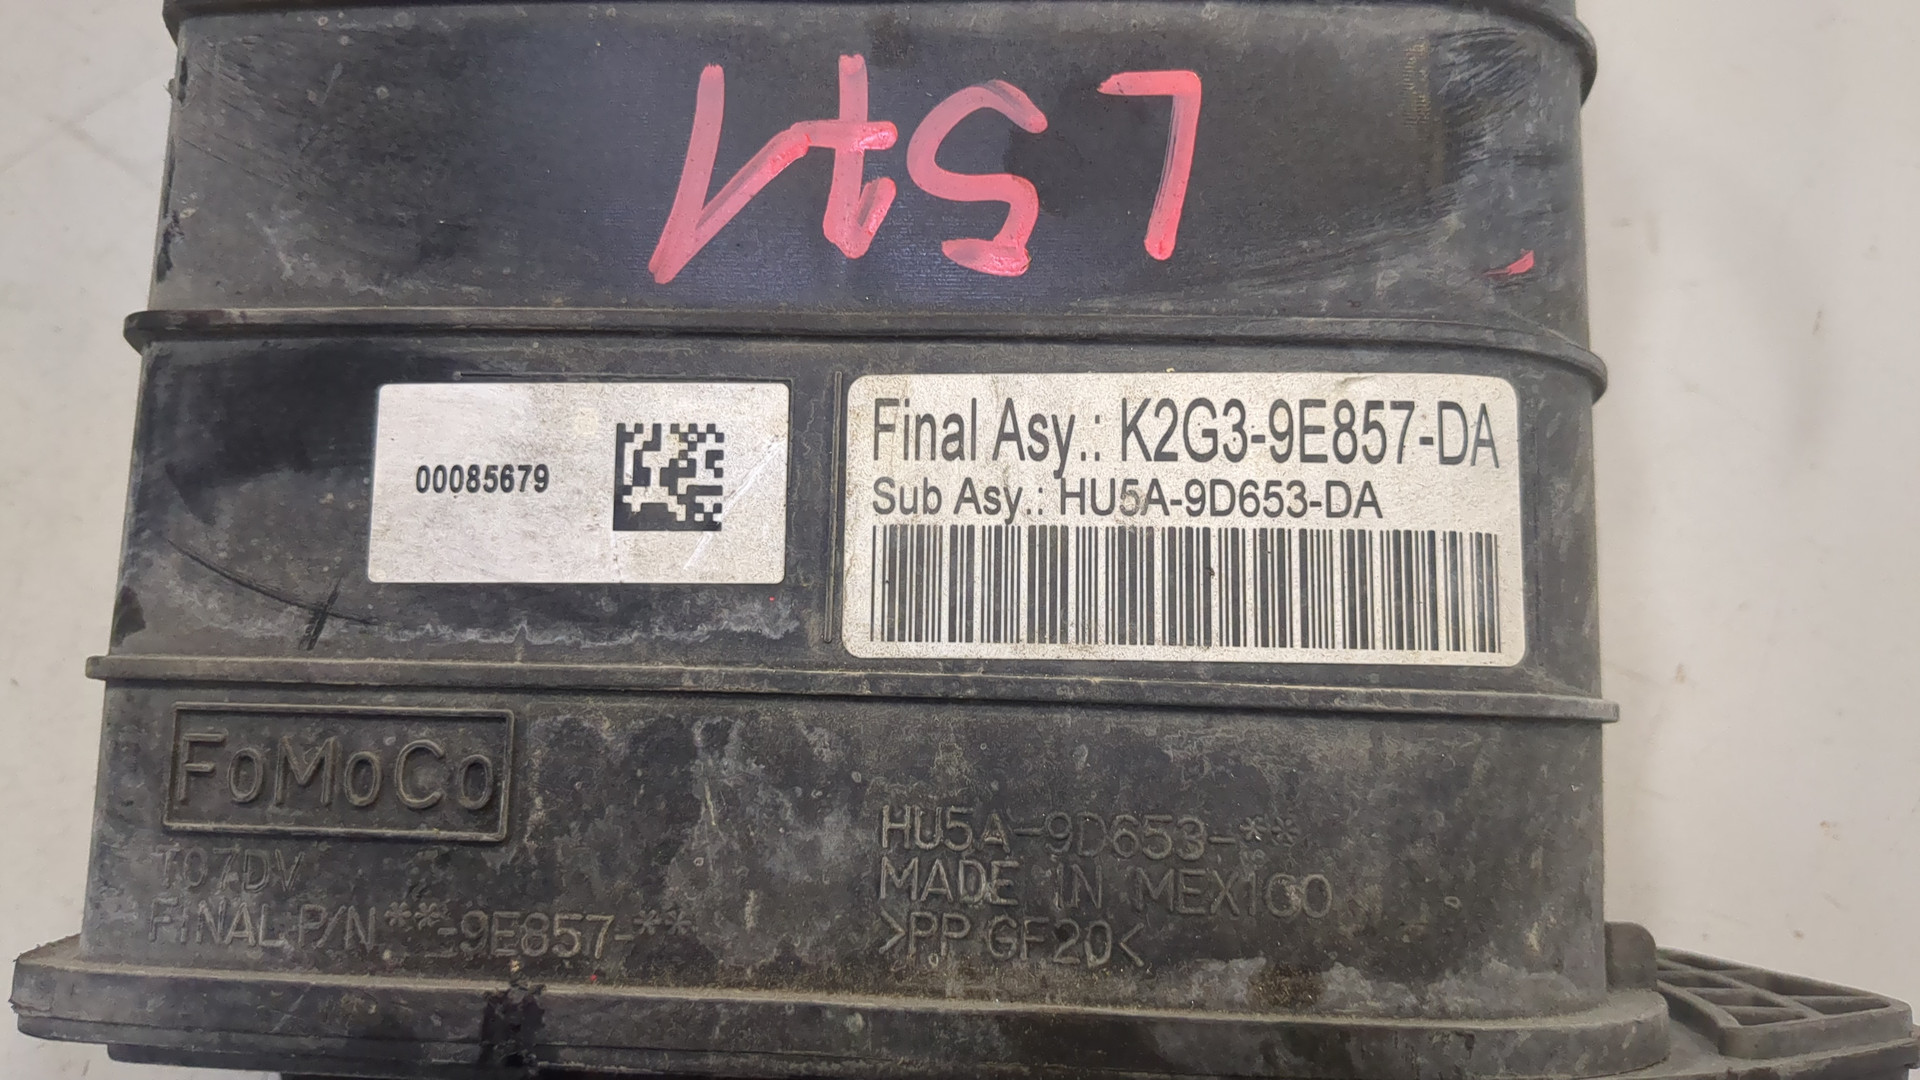 00085679
Final Asy.: K2G3-9E857-DA
Sub Asy.: HU5A-9D653-DA
FoMoCo
T07DV
FINAL P/N **-9E857-**
HU5A-9D653-**
MADE IN MEXICO
>PP GF20<